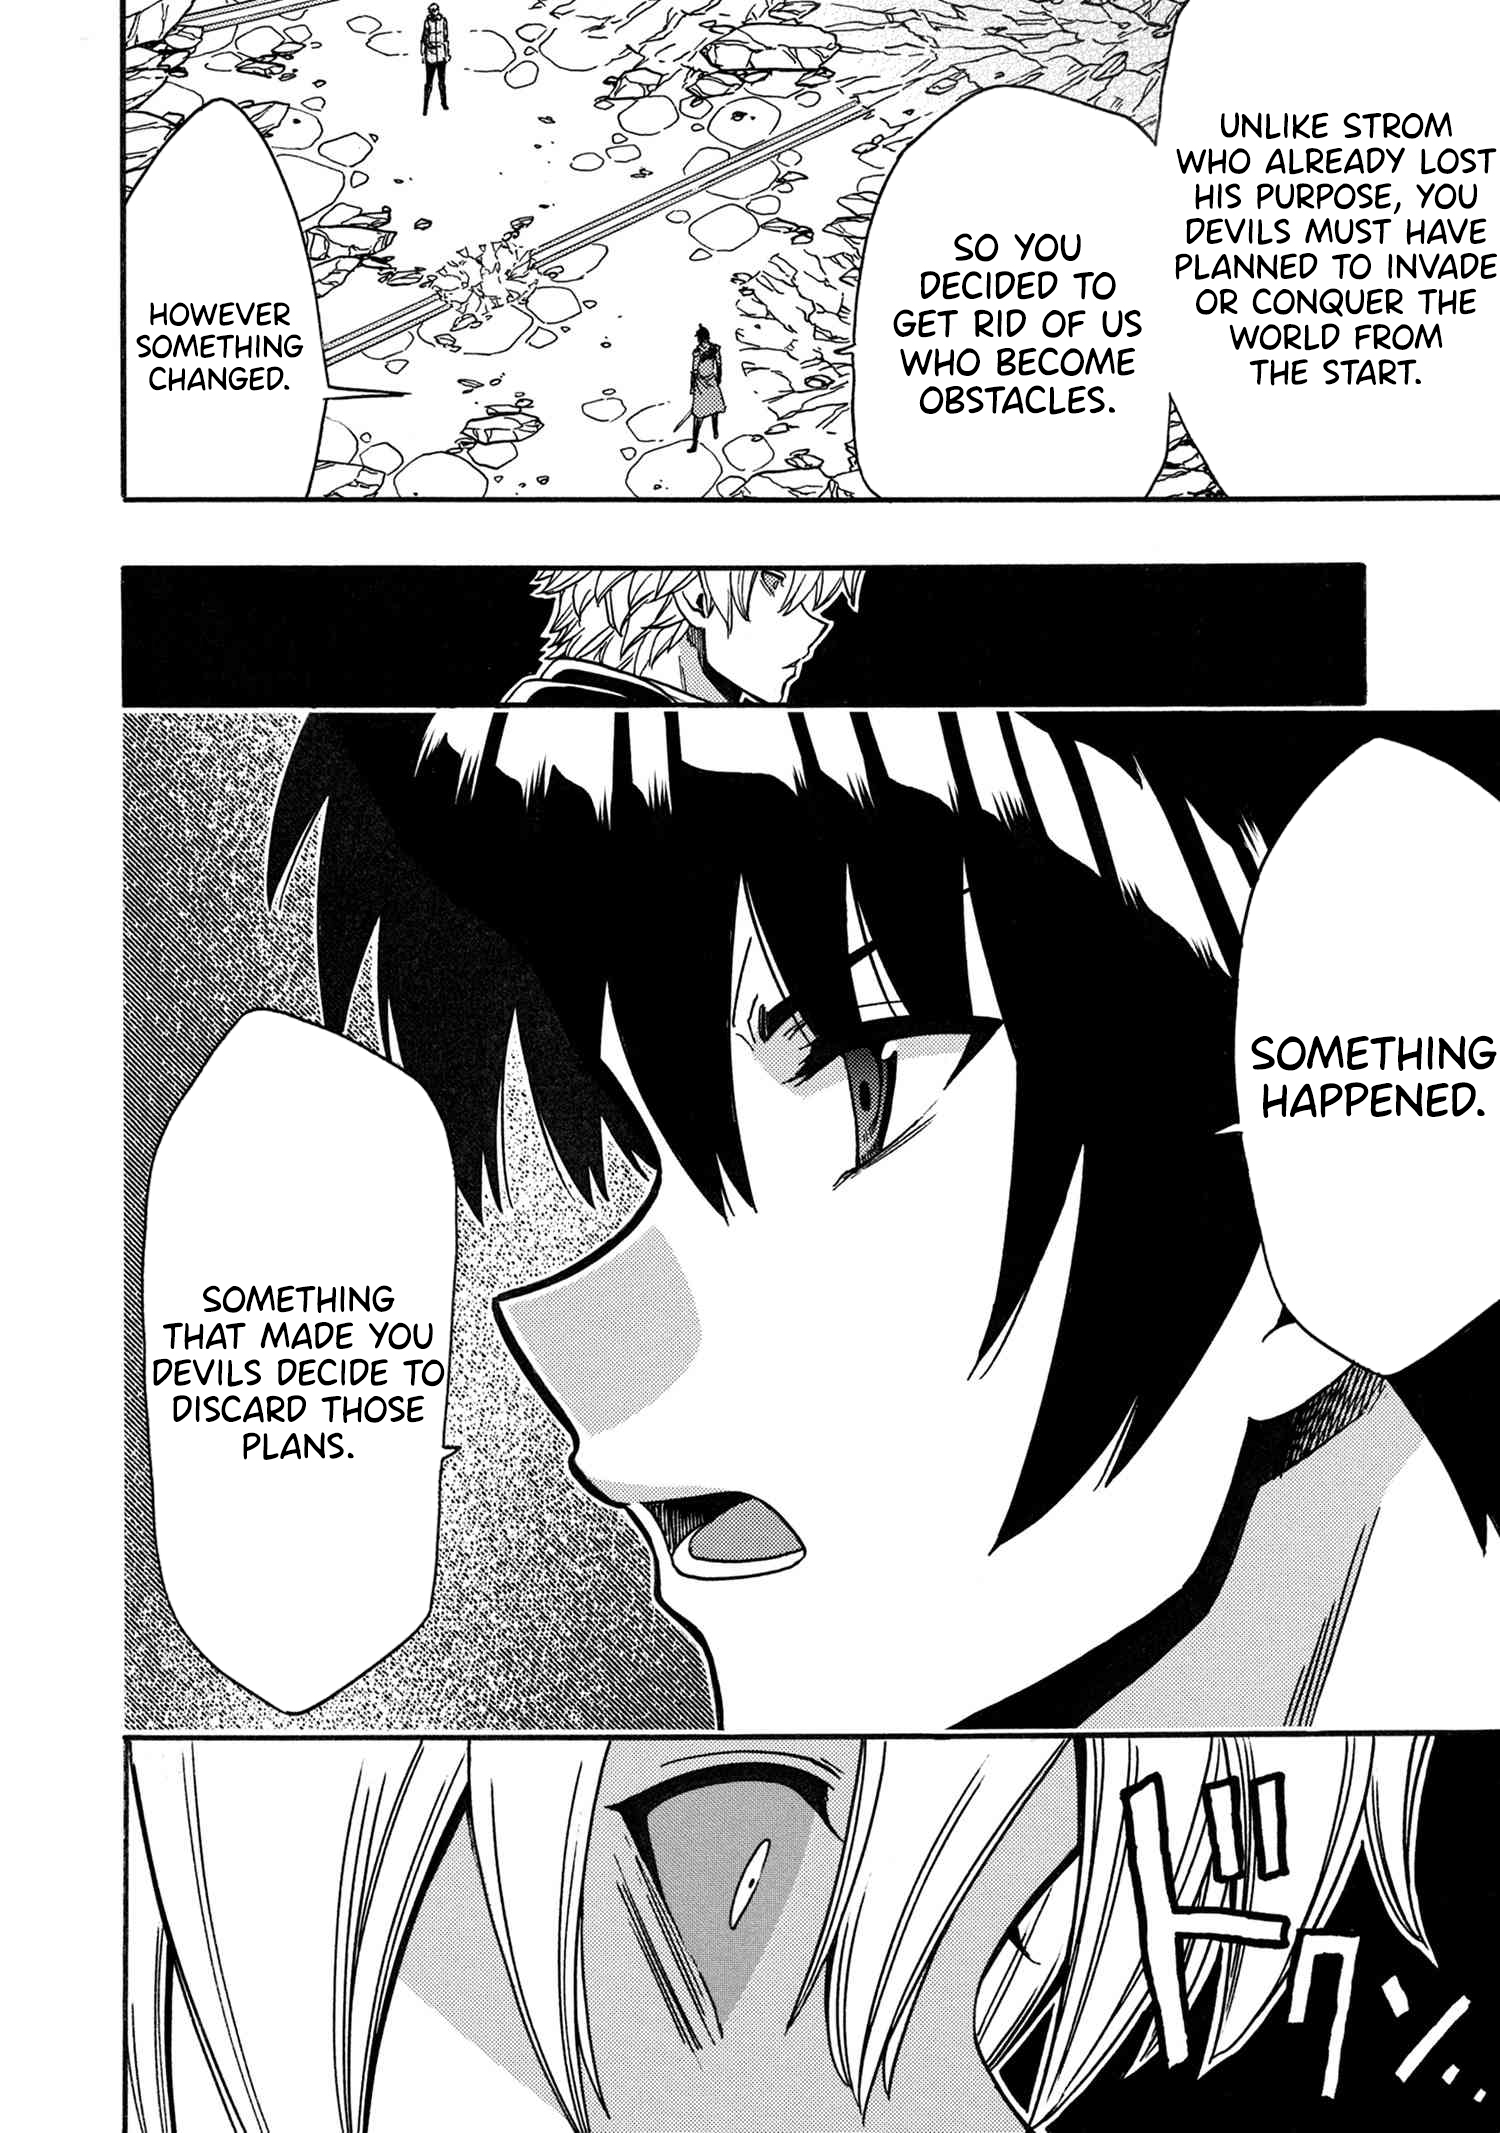 UNLIKE STROM
WHO ALREADY LOST
HIS PURPOSE, YOU
DEVILS MUST HAVE
PLANNED TO INVADE
OR CONQUER THE
WORLD FROM
THE START.
SO YOU
DECIDED TO
GET RID OF US
WHO BECOME
OBSTACLES.
HOWEVER
SOMETHING
CHANGED.
SOMETHING
HAPPENED.
SOMETHING
THAT MADE YOU
DEVILS DECIDE TO
DISCARD THOSE
PLANS.
ドクン...